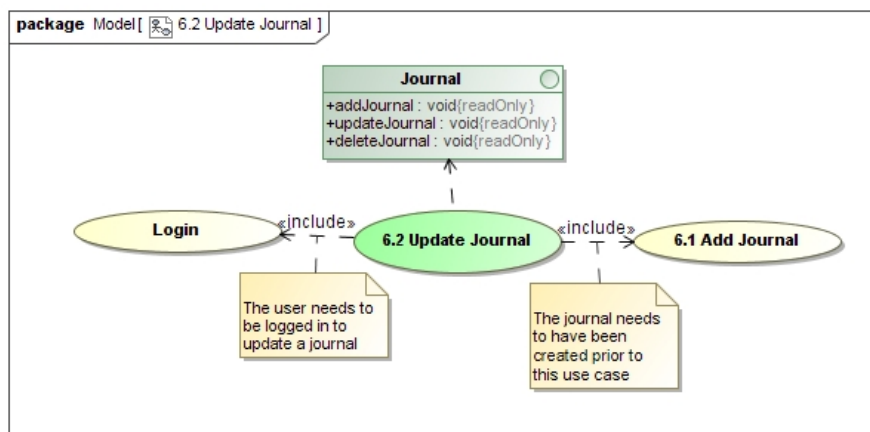 package Model [ 6.2 Update Journal ]
Journal
+addJournal : void{readOnly}
+updateJournal : void{readOnly}
+deleteJournal : void{readOnly}
«include»
«include»
Login
6.2 Update Journal
6.1 Add Journal
The user needs to
be logged in to
update a journal
The journal needs
to have been
created prior to
this use case